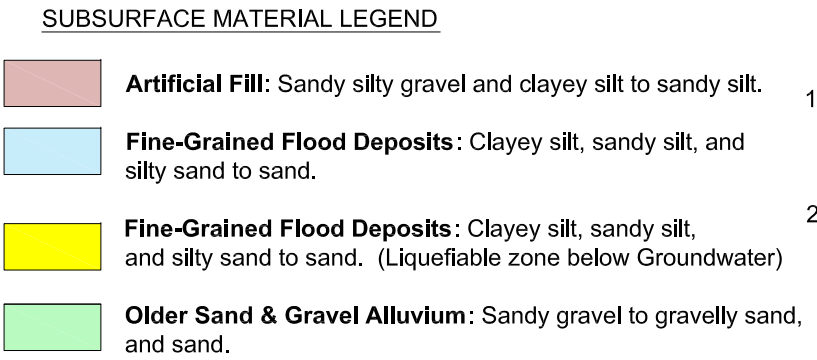 SUBSURFACE MATERIAL LEGEND
Artificial Fill: Sandy silty gravel and clayey silt to sandy silt.
1
Fine-Grained Flood Deposits: Clayey silt, sandy silt, and
silty sand to sand.
2
Fine-Grained Flood Deposits: Clayey silt, sandy silt,
and silty sand to sand. (Liquefiable zone below Groundwater)
Older Sand & Gravel Alluvium: Sandy gravel to gravelly sand,
and sand.